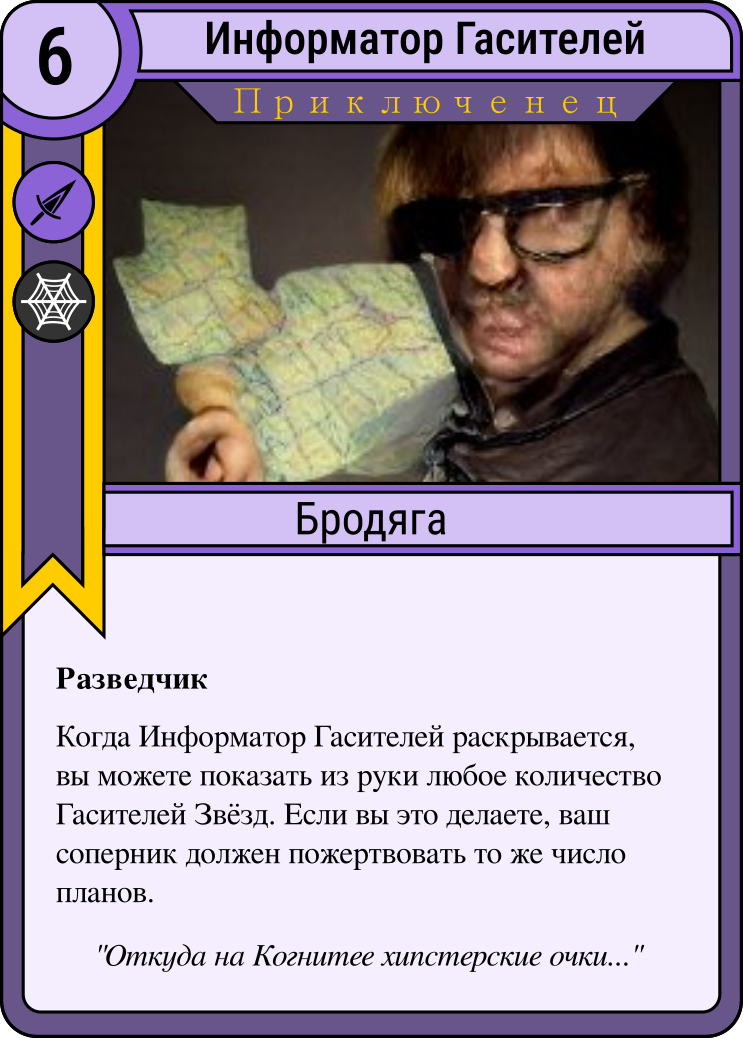 6
Информатор Гасителей
Приключенец
Бродяга
Разведчик
Когда Информатор Гасителей раскрывается,
вы можете показать из руки любое количество
Гасителей Звёзд. Если вы это делаете, ваш
соперник должен пожертвовать то же число
планов.
"Откуда на Когнитее хипстерские очки..."